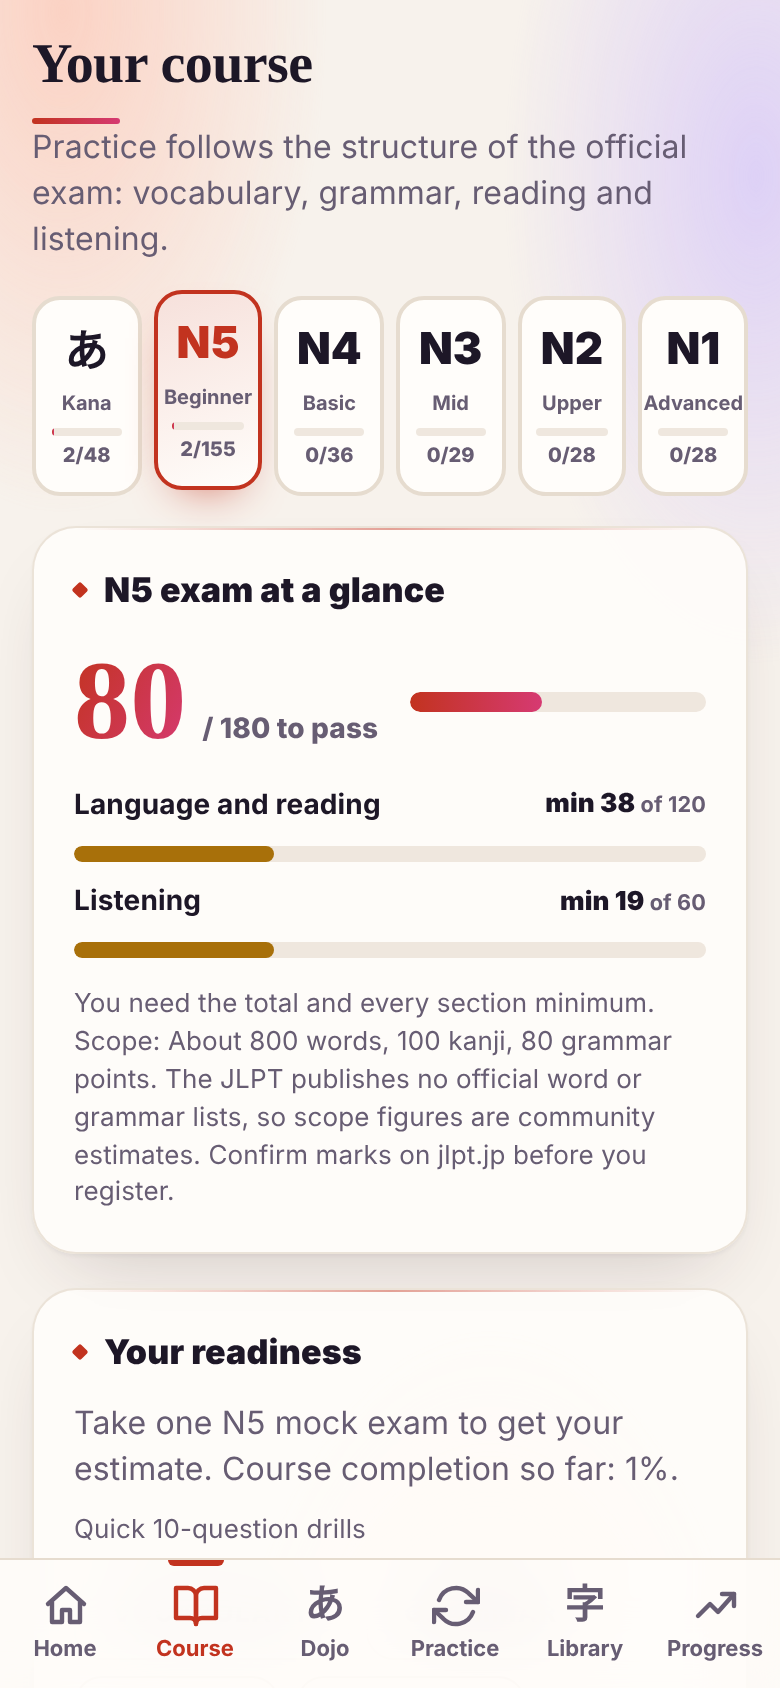 Your course
Practice follows the structure of the official
exam: vocabulary, grammar, reading and
listening.
あ
Kana
2/48
N5
Beginner
2/155
N4
Basic
0/36
N3
Mid
0/29
N2
Upper
0/28
N1
Advanced
0/28
N5 exam at a glance
80 / 180 to pass
Language and reading min 38 of 120
Listening min 19 of 60
You need the total and every section minimum.
Scope: About 800 words, 100 kanji, 80 grammar
points. The JLPT publishes no official word or
grammar lists, so scope figures are community
estimates. Confirm marks on jlpt.jp before you
register.
Your readiness
Take one N5 mock exam to get your
estimate. Course completion so far: 1%.
Quick 10-question drills
Home
Course
あ
Dojo
Practice
字
Library
Progress